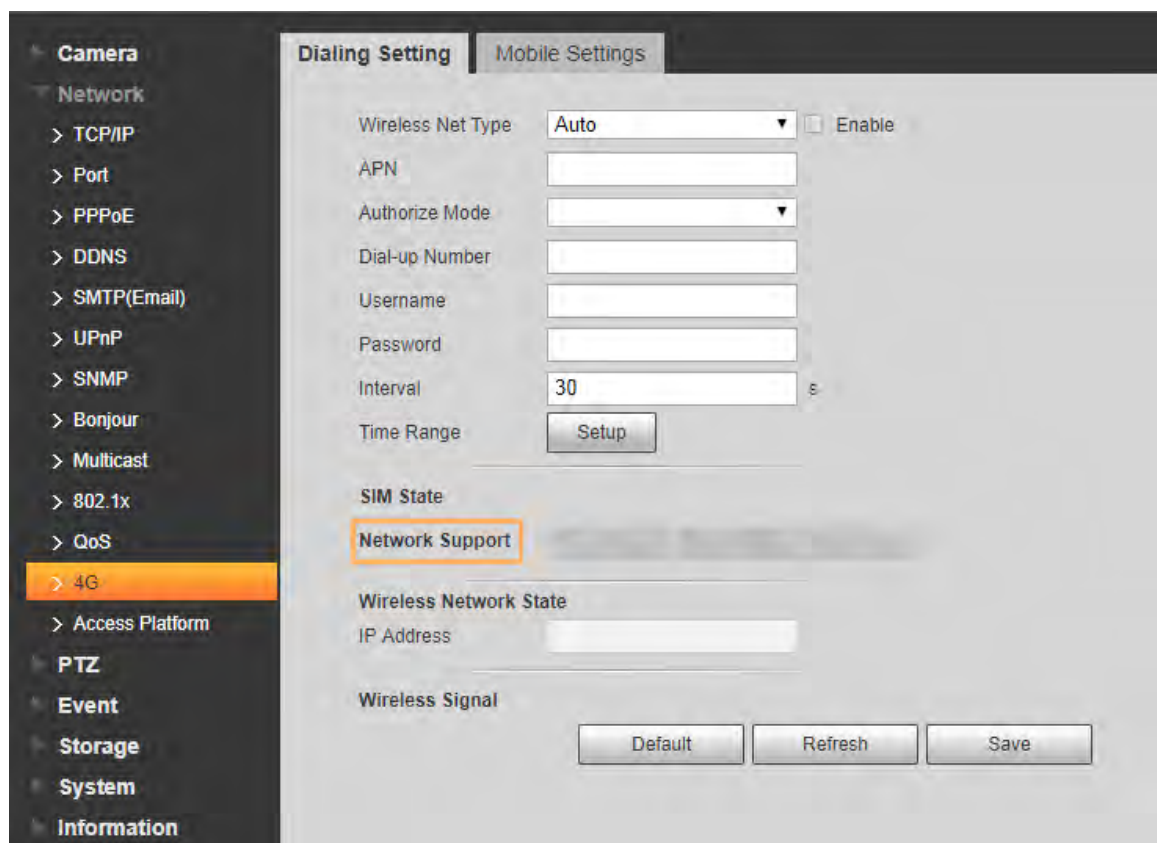 Camera
Network
TCP/IP
Port
PPPoE
DDNS
SMTP(Email)
UPnP
SNMP
Bonjour
Multicast
802.1x
QoS
4G
Access Platform
PTZ
Event
Storage
System
Information
Dialing Setting Mobile Settings
Wireless Net Type Auto Enable
APN
Authorize Mode
Dial-up Number
Username
Password
Interval 30 s
Time Range Setup
SIM State
Network Support
Wireless Network State
IP Address
Wireless Signal
Default Refresh Save